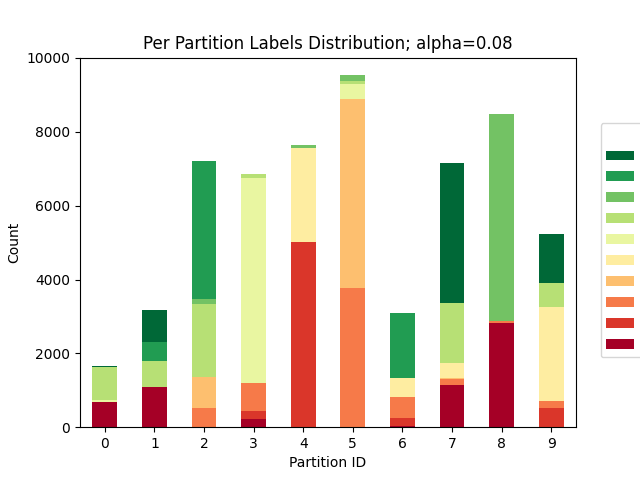 Per Partition Labels Distribution; alpha=0.08
10000
8000
6000
4000
2000
0
Count
0 1 2 3 4 5 6 7 8 9
Partition ID